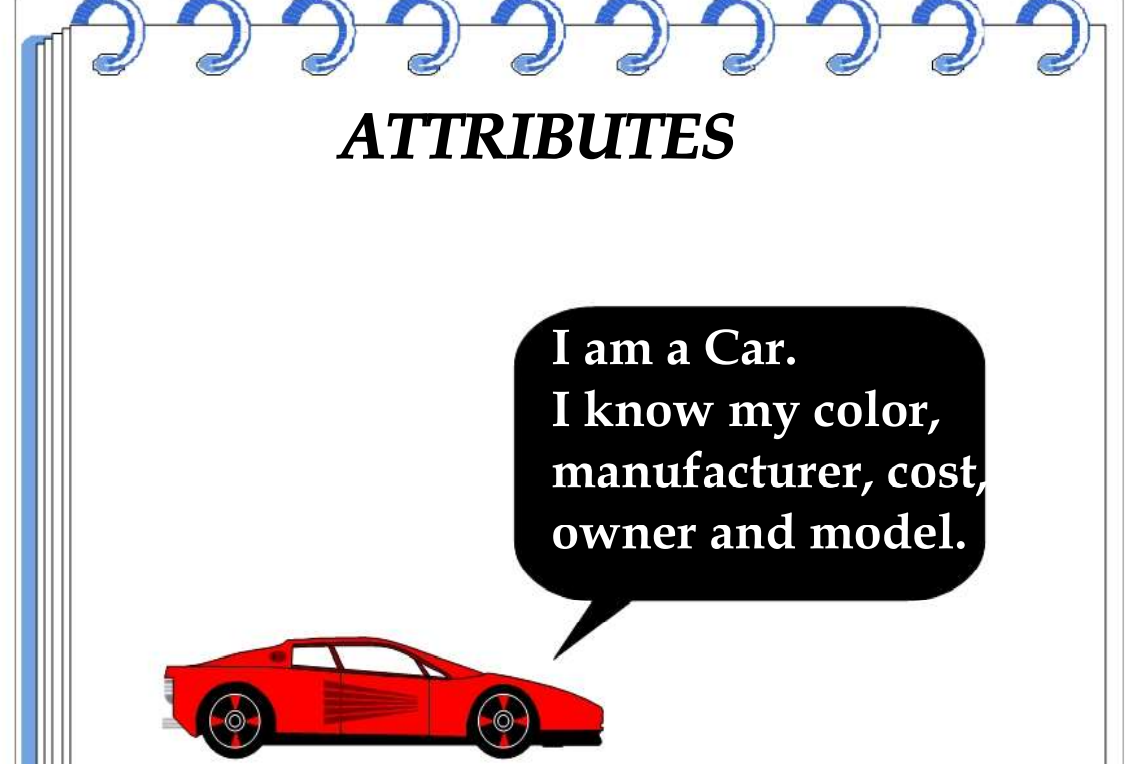 ATTRIBUTES
I am a Car.
I know my color,
manufacturer, cost,
owner and model.